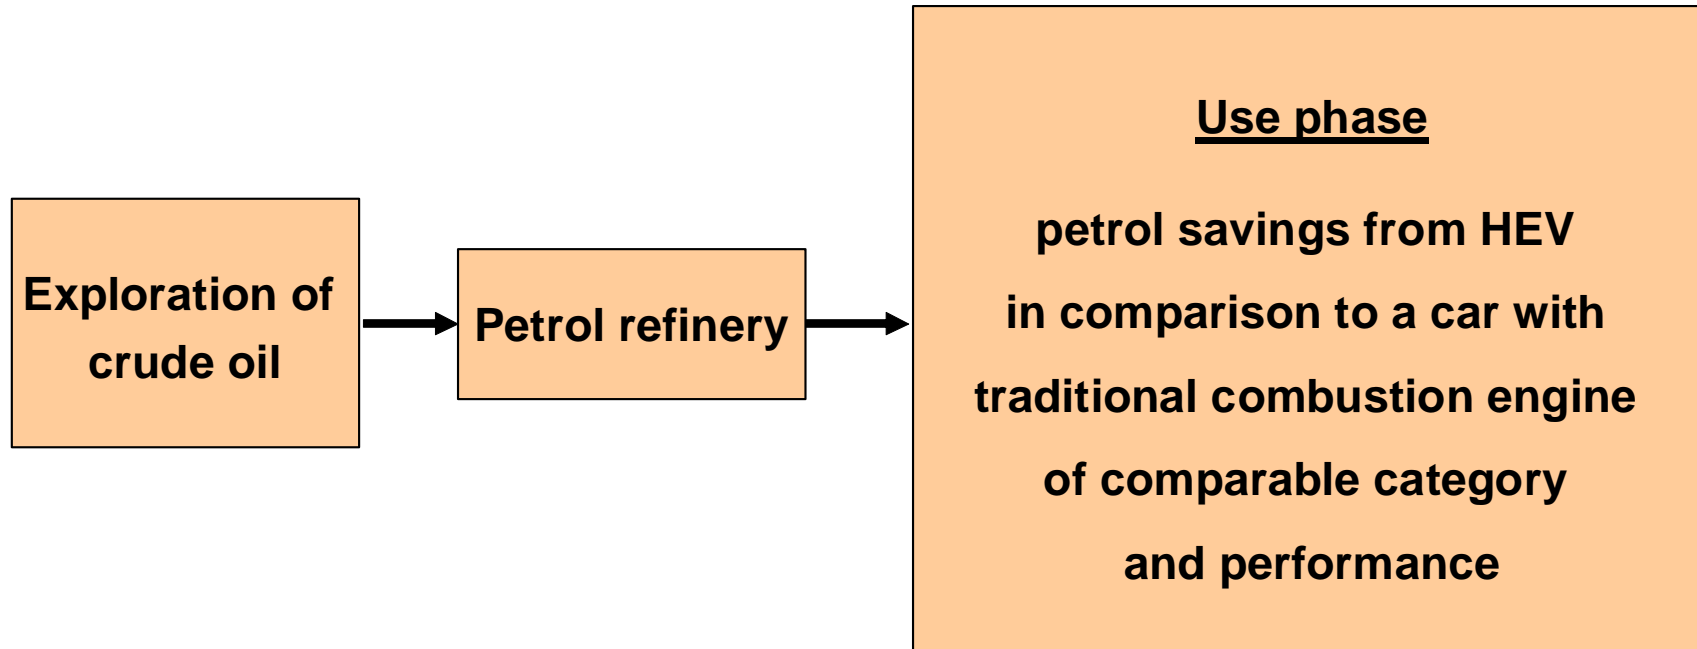 Exploration of
crude oil
Petrol refinery
Use phase
petrol savings from HEV
in comparison to a car with
traditional combustion engine
of comparable category
and performance